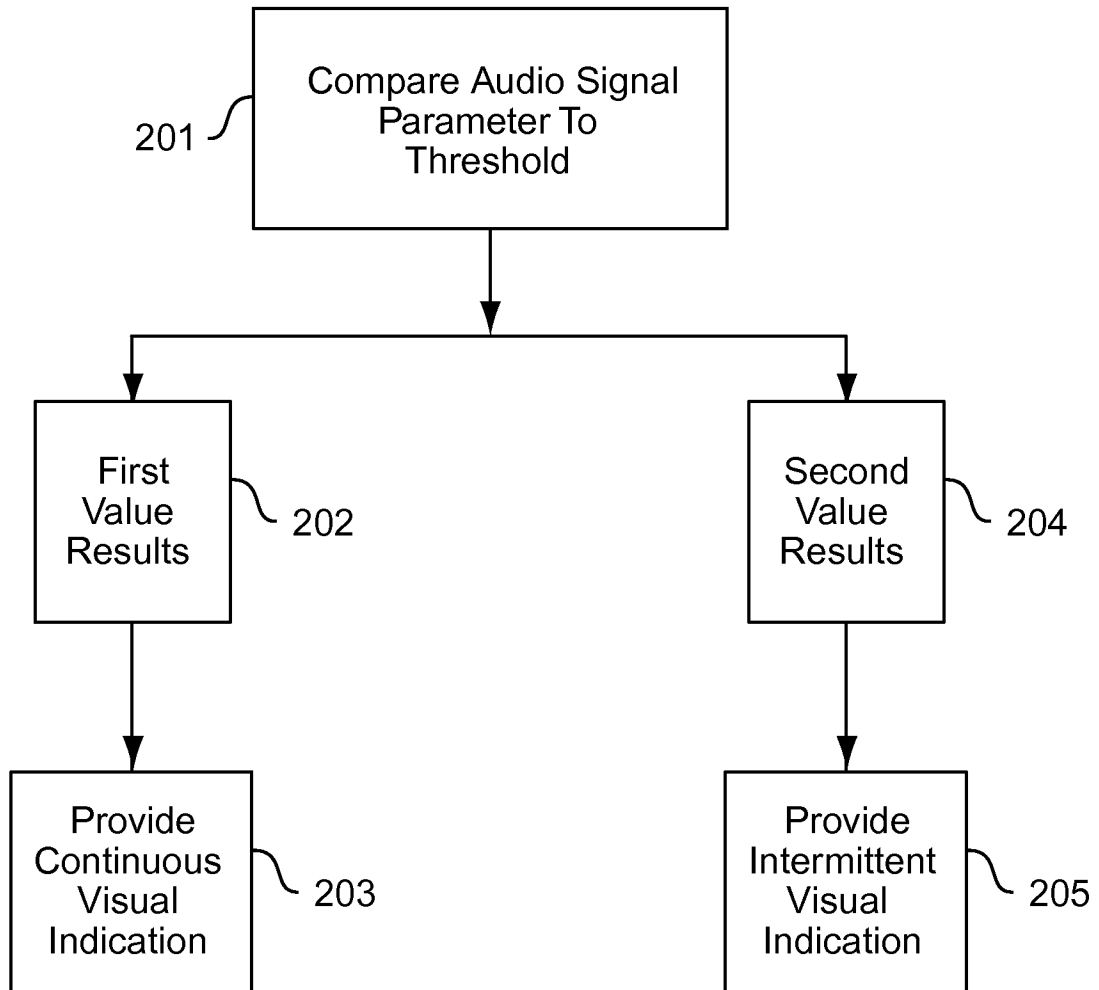 Compare Audio Signal
Parameter To
Threshold
201
First
Value
Results
202
Second
Value
Results
204
Provide
Continuous
Visual
Indication
203
Provide
Intermittent
Visual
Indication
205